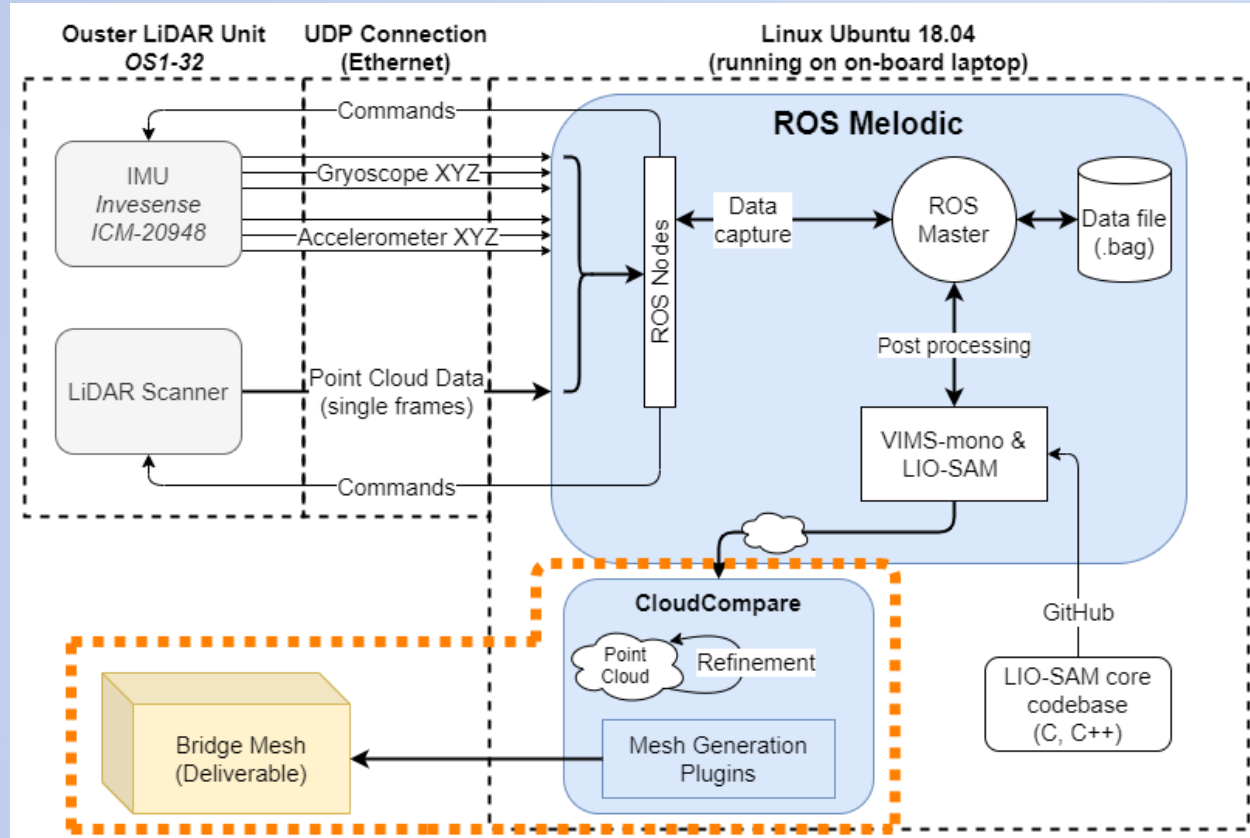 Ouster LiDAR Unit
OS1-32
UDP Connection
(Ethernet)
Linux Ubuntu 18.04
(running on on-board laptop)
Commands
ROS Melodic
IMU
Invesense
ICM-20948
Gryoscope XYZ
Accelerometer XYZ
ROS Nodes
Data
capture
ROS
Master
Data file
(.bag)
LiDAR Scanner
Point Cloud Data
(single frames)
Post processing
VIMS-mono &
LIO-SAM
Commands
CloudCompare
Point
Cloud
Refinement
GitHub
LIO-SAM core
codebase
(C, C++)
Bridge Mesh
(Deliverable)
Mesh Generation
Plugins